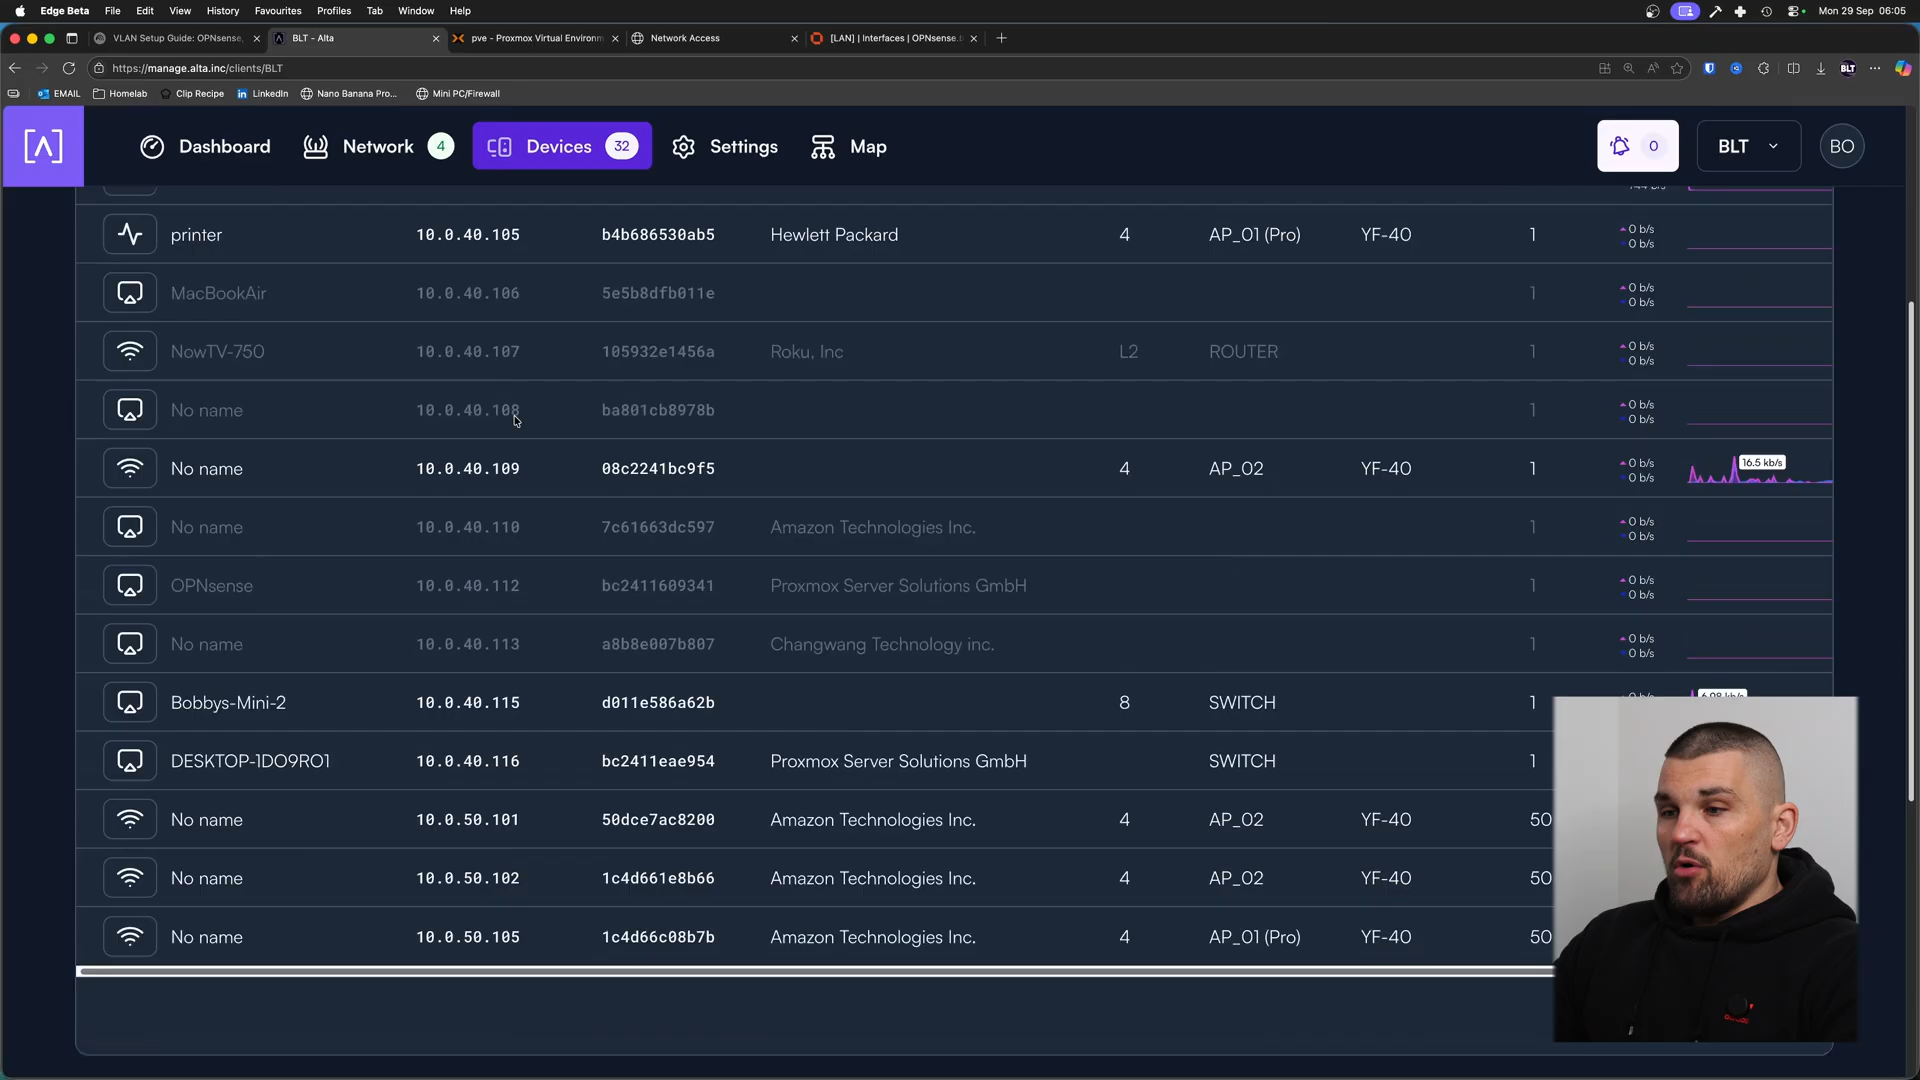 Edge Beta File Edit View History Favourites Profiles Tab Window Help Mon 29 Sep 06:05
VLAN Setup Guide: OPNsense, BLT - Alta pve - Proxmox Virtual Environm Network Access [LAN] | Interfaces | OPNsense.
https://manage.alta.inc/clients/BLT BLT
EMAIL Homelab Clip Recipe LinkedIn Nano Banana Pro... Mini PC/Firewall
[Λ] Dashboard Network 4 Devices 32 Settings Map 0 BLT BO
printer 10.0.40.105 b4b686530ab5 Hewlett Packard 4 AP_01 (Pro) YF-40 1 0 b/s
0 b/s
MacBookAir 10.0.40.106 5e5b8dfb011e 1 0 b/s
0 b/s
NowTV-750 10.0.40.107 105932e1456a Roku, Inc L2 ROUTER 1 0 b/s
0 b/s
No name 10.0.40.108 ba801cb8978b 1 0 b/s
0 b/s
No name 10.0.40.109 08c2241bc9f5 4 AP_02 YF-40 1 0 b/s 16.5 kb/s
0 b/s
No name 10.0.40.110 7c61663dc597 Amazon Technologies Inc. 1 0 b/s
0 b/s
OPNsense 10.0.40.112 bc2411609341 Proxmox Server Solutions GmbH 1 0 b/s
0 b/s
No name 10.0.40.113 a8b8e007b807 Changwang Technology inc. 1 0 b/s
0 b/s
Bobbys-Mini-2 10.0.40.115 d011e586a62b 8 SWITCH 1
DESKTOP-1DO9RO1 10.0.40.116 bc2411eae954 Proxmox Server Solutions GmbH SWITCH 1
No name 10.0.50.101 50dce7ac8200 Amazon Technologies Inc. 4 AP_02 YF-40 50
No name 10.0.50.102 1c4d661e8b66 Amazon Technologies Inc. 4 AP_02 YF-40 50
No name 10.0.50.105 1c4d66c08b7b Amazon Technologies Inc. 4 AP_01 (Pro) YF-40 50